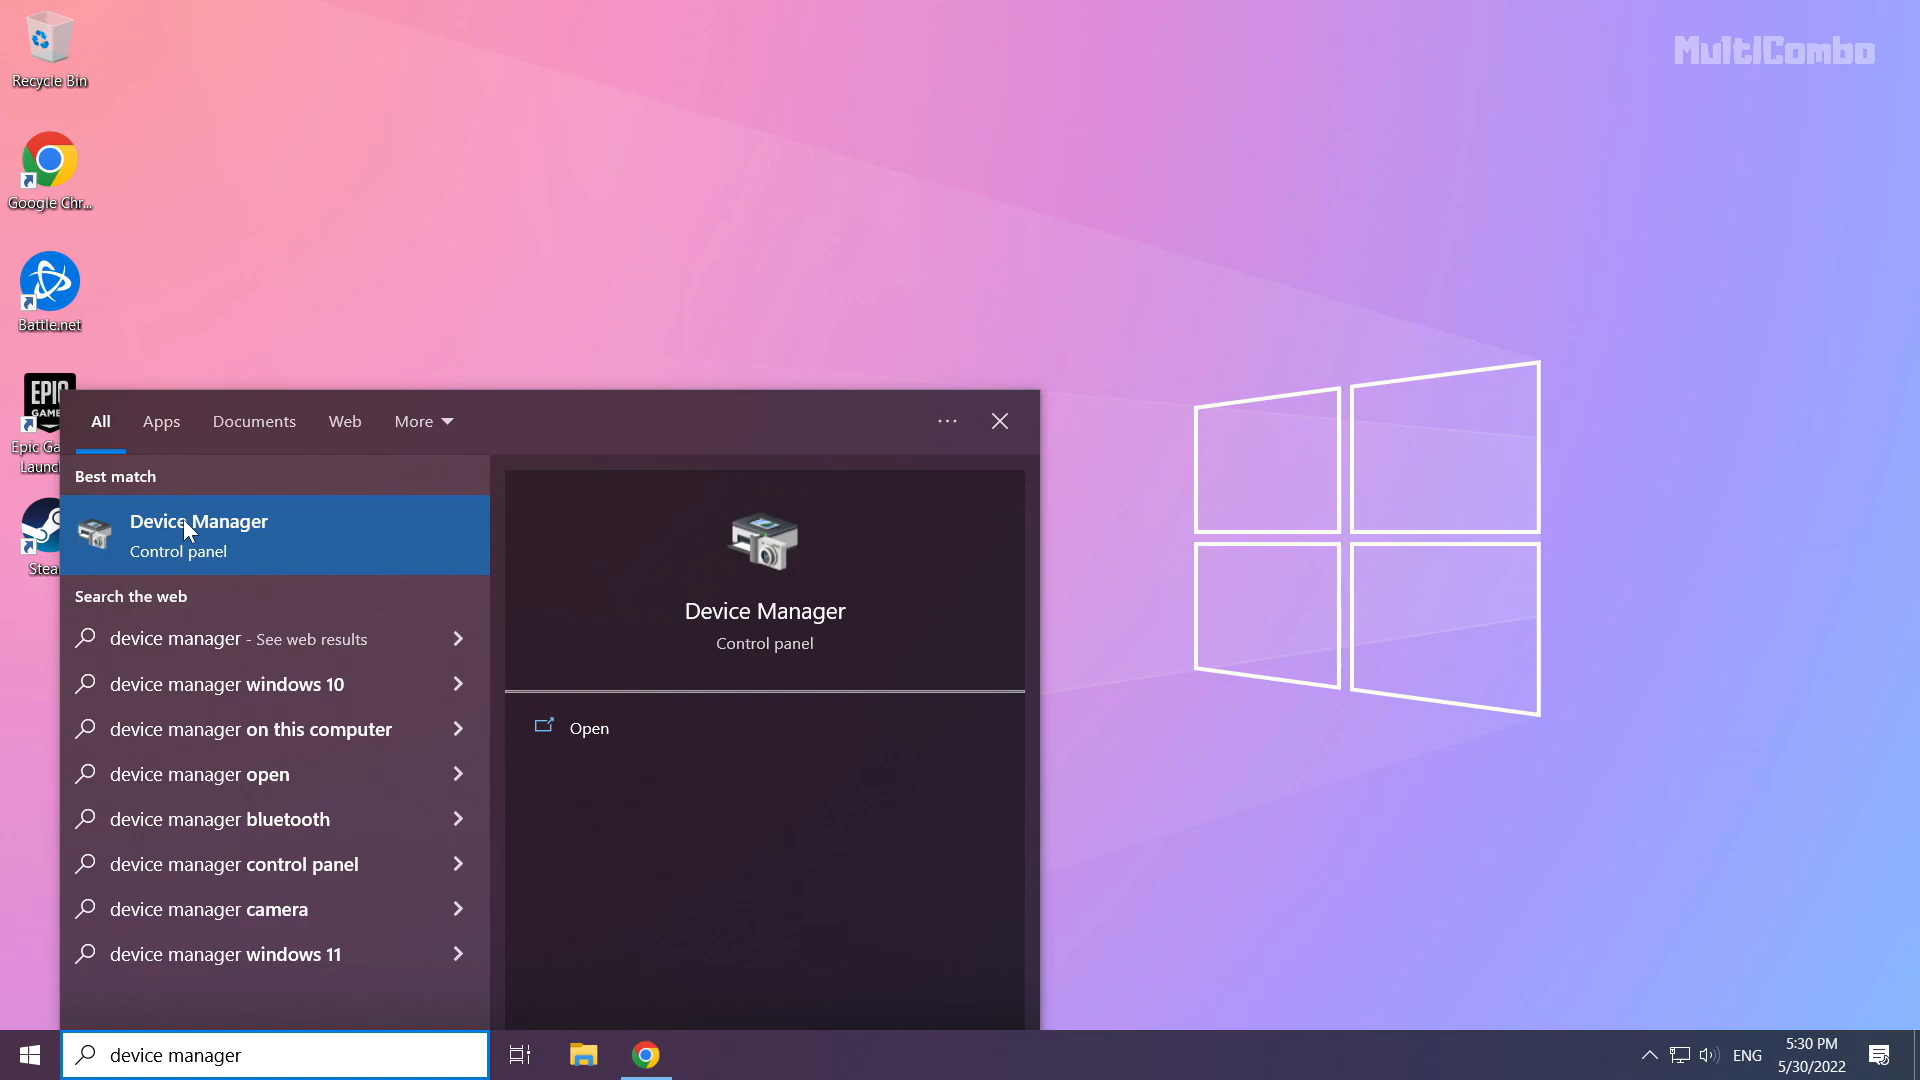 MultiCombo
Recycle Bin
Google Chr...
Battle.net
EPIC
GAM
Epic Ga
Launc
Stea
All
Apps
Documents
Web
More
Best match
Device Manager
Control panel
Search the web
device manager - See web results
device manager windows 10
device manager on this computer
device manager open
device manager bluetooth
device manager control panel
device manager camera
device manager windows 11
Device Manager
Control panel
Open
device manager
ENG
5:30 PM
5/30/2022